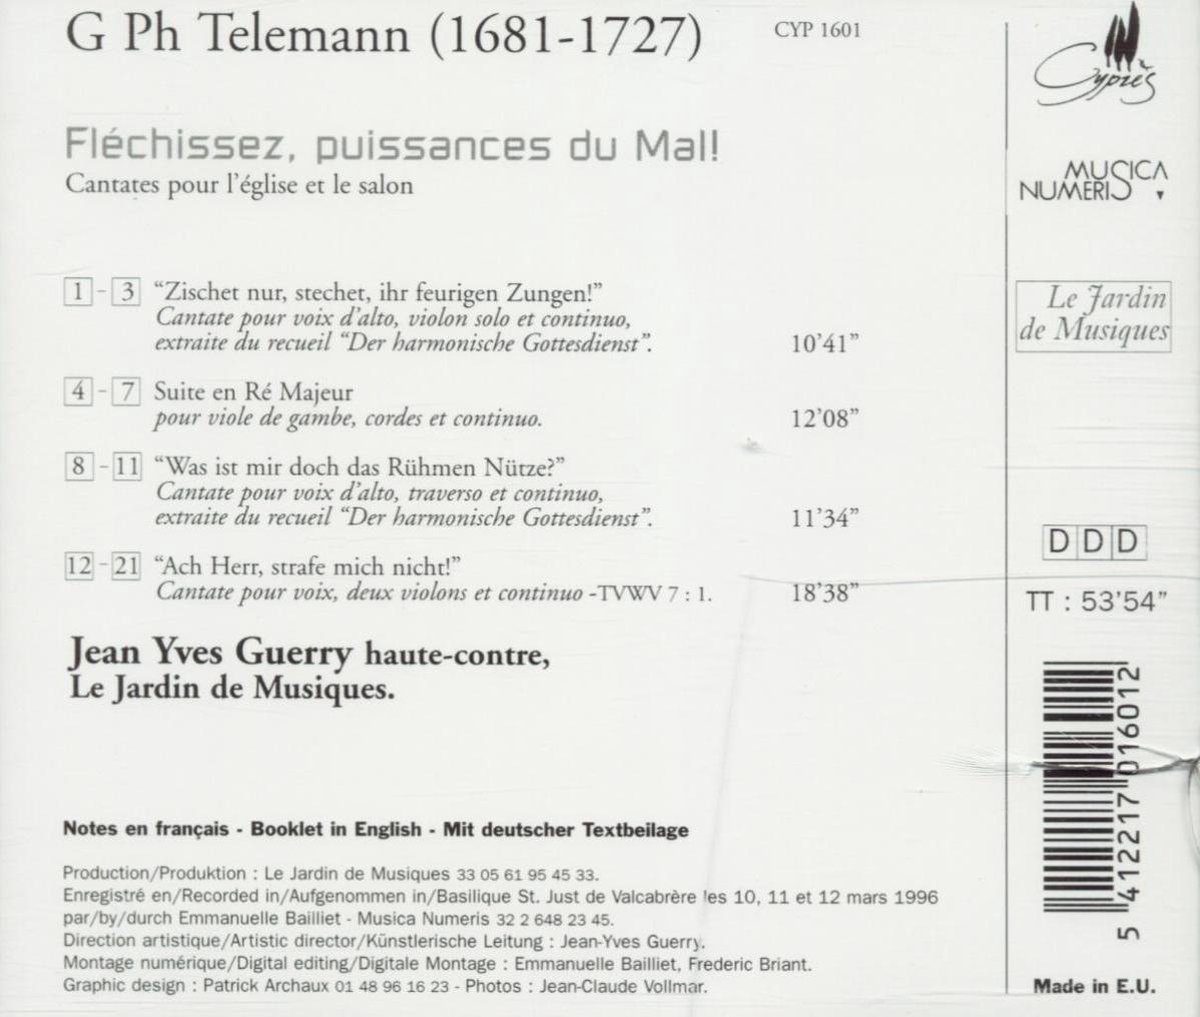 G Ph Telemann (1681-1727)
CYP 1601
Fléchissez, puissances du Mal!
Cantates pour l'église et le salon
1 - 3 “Zischet nur, stechet, ihr feurigen Zungen!”
Cantate pour voix d'alto, violon solo et continuo,
extraite du recueil “Der harmonische Gottesdienst”. 10'41”
4 - 7 Suite en Ré Majeur
pour viole de gambe, cordes et continuo. 12'08”
8 - 11 “Was ist mir doch das Rühmen Nütze?”
Cantate pour voix d'alto, traverso et continuo,
extraite du recueil “Der harmonische Gottesdienst”. 11'34”
12 - 21 “Ach Herr, strafe mich nicht!”
Cantate pour voix, deux violons et continuo -TVWV 7 : 1. 18'38”
Jean Yves Guerry haute-contre,
Le Jardin de Musiques.
Notes en français - Booklet in English - Mit deutscher Textbeilage
Production/Produktion : Le Jardin de Musiques 33 05 61 95 45 33.
Enregistré en/Recorded in/Aufgenommen in/Basilique St. Just de Valcabrère les 10, 11 et 12 mars 1996
par/by/durch Emmanuelle Bailliet - Musica Numeris 32 2 648 23 45.
Direction artistique/Artistic director/Künstlerische Leitung : Jean-Yves Guerry.
Montage numérique/Digital editing/Digitale Montage : Emmanuelle Bailliet, Frederic Briant.
Graphic design : Patrick Archaux 01 48 96 16 23 - Photos : Jean-Claude Vollmar.
Cyprès
MUSICA
NUMERIS
Le Jardin
de Musiques
DDD
TT : 53'54”
5 412217 016012
Made in E.U.